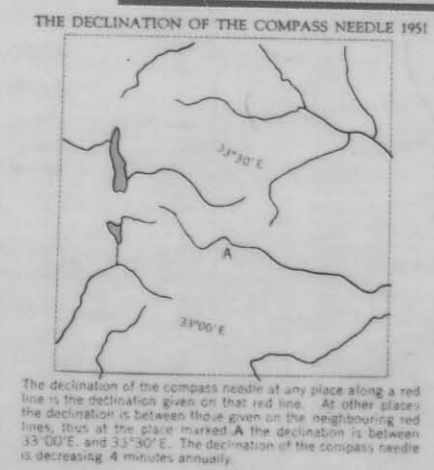 THE DECLINATION OF THE COMPASS NEEDLE 1951
33°30' E
A
33°00' E
The declination of the compass needle at any place along a red
line is the declination given on that red line. At other places
the declination is between those given on the neighbouring red
lines, thus at the place marked A the declination is between
33°00'E. and 33°30' E. The declination of the compass needle
is decreasing 4 minutes annually.